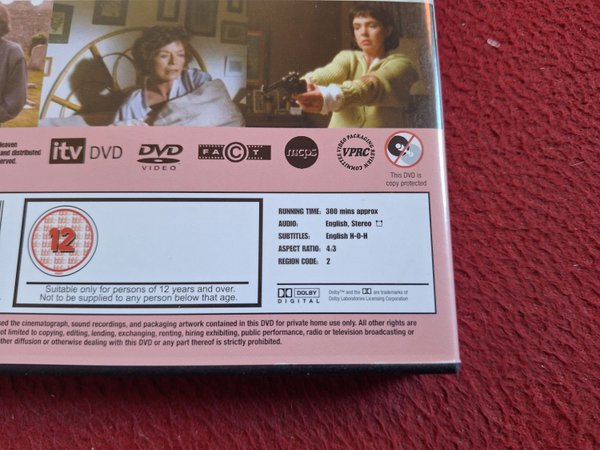 Heaven
and distributed
served.
itv DVD
DVD
VIDEO
FACT
mcps
VIDEO PACKAGING REVIEW COMMITTEE
VPRC
This DVD is
copy protected
12
Suitable only for persons of 12 years and over.
Not to be supplied to any person below that age.
RUNNING TIME: 300 mins approx
AUDIO: English, Stereo
SUBTITLES: English H-O-H
ASPECT RATIO: 4:3
REGION CODE: 2
DOLBY
DIGITAL
Dolby™ and the are trademarks of
Dolby Laboratories Licensing Corporation
sed the cinematograph, sound recordings, and packaging artwork contained in this DVD for private home use only. All other rights are
not limited to copying, editing, lending, exchanging, renting, hiring exhibiting, public performance, radio or television broadcasting or
other diffusion or otherwise dealing with this DVD or any part thereof is strictly prohibited.